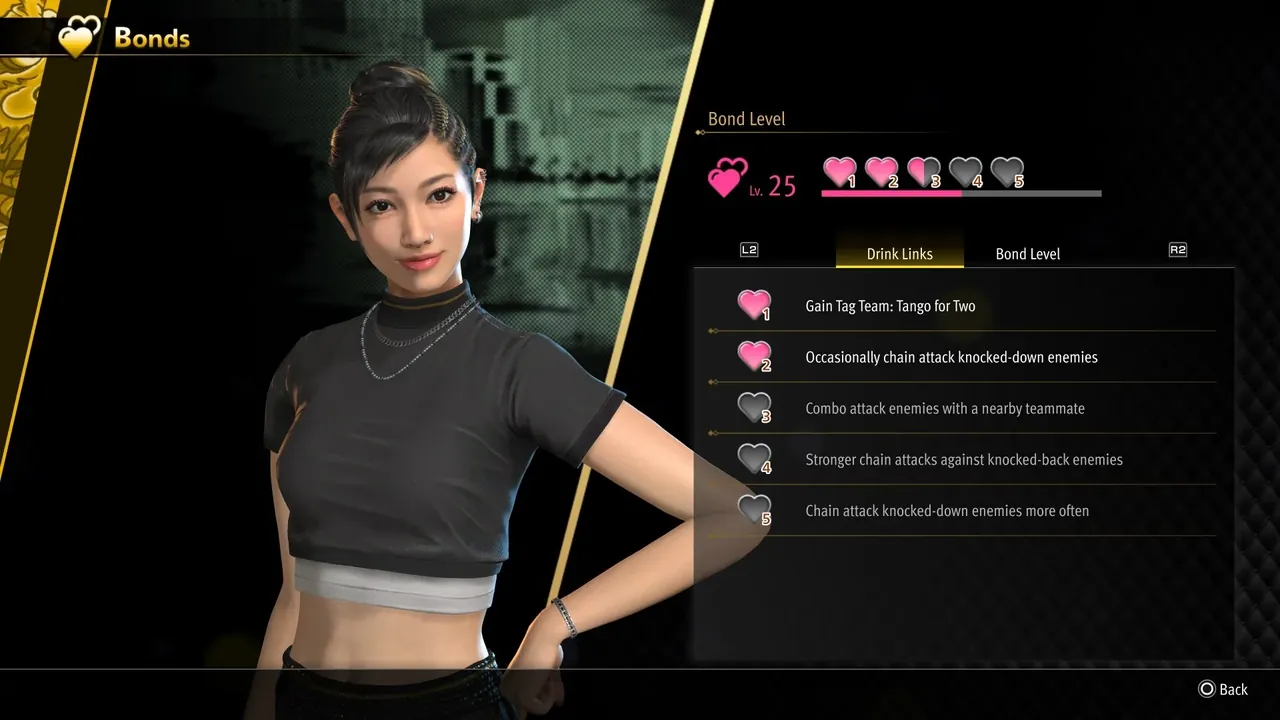 Bonds
Bond Level
Lv. 25
1 2 3 4 5
L2
Drink Links
Bond Level
R2
1 Gain Tag Team: Tango for Two
2 Occasionally chain attack knocked-down enemies
3 Combo attack enemies with a nearby teammate
4 Stronger chain attacks against knocked-back enemies
5 Chain attack knocked-down enemies more often
Back